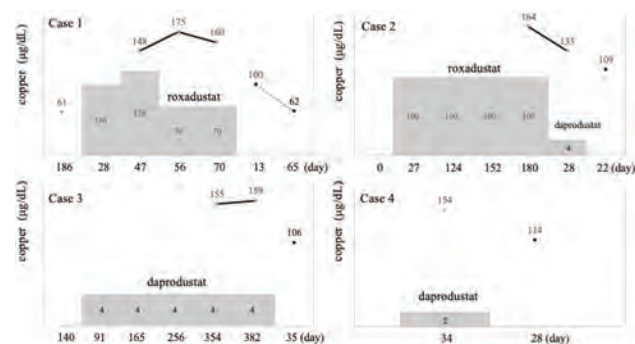 Case 1
copper (µg/dL)
148 175 160
61
100
62
roxadustat
120
70 70
186 28 47 56 70 13 65 (day)
Case 2
copper (µg/dL)
164
133
109
roxadustat
100 100 100 100
daprodustat
4
0 27 124 152 180 28 22 (day)
Case 3
copper (µg/dL)
155 159
106
daprodustat
4 4 4 4 4
140 91 165 256 354 382 35 (day)
Case 4
copper (µg/dL)
154
114
daprodustat
2
34 28 (day)